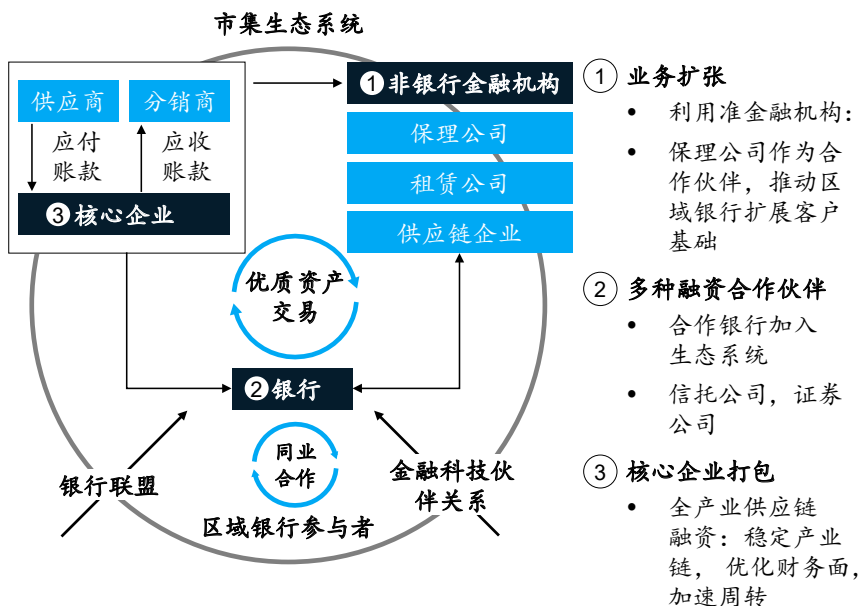 市集生态系统
供应商
分销商
应付
账款
应收
账款
❸核心企业
❶非银行金融机构
保理公司
租赁公司
供应链企业
优质资产
交易
❷银行
同业
合作
银行联盟
金融科技伙
伴关系
区域银行参与者
① 业务扩张
• 利用准金融机构：
• 保理公司作为合
作伙伴，推动区
域银行扩展客户
基础
② 多种融资合作伙伴
• 合作银行加入
生态系统
• 信托公司，证券
公司
③ 核心企业打包
• 全产业供应链
融资：稳定产业
链， 优化财务面，
加速周转